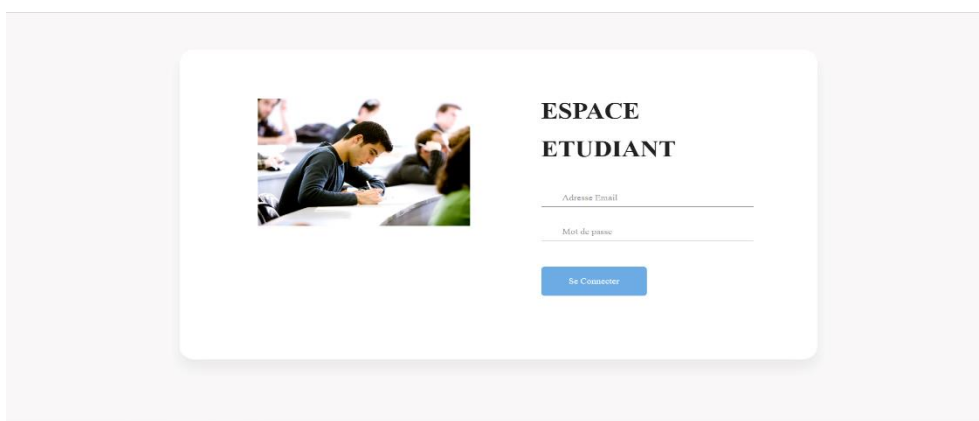 ESPACE
ETUDIANT
Adresse Email
Mot de passe
Se Connecter